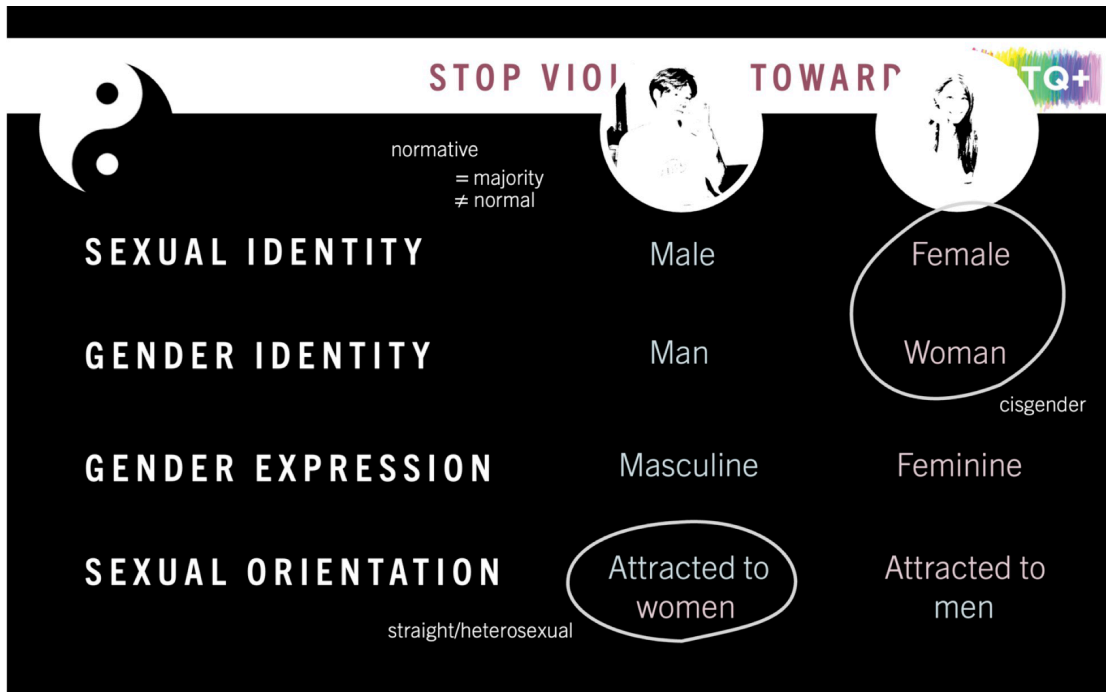 STOP VIOL TOWARD TQ+
normative
= majority
≠ normal
SEXUAL IDENTITY Male Female
GENDER IDENTITY Man Woman
cisgender
GENDER EXPRESSION Masculine Feminine
SEXUAL ORIENTATION Attracted to women Attracted to men
straight/heterosexual